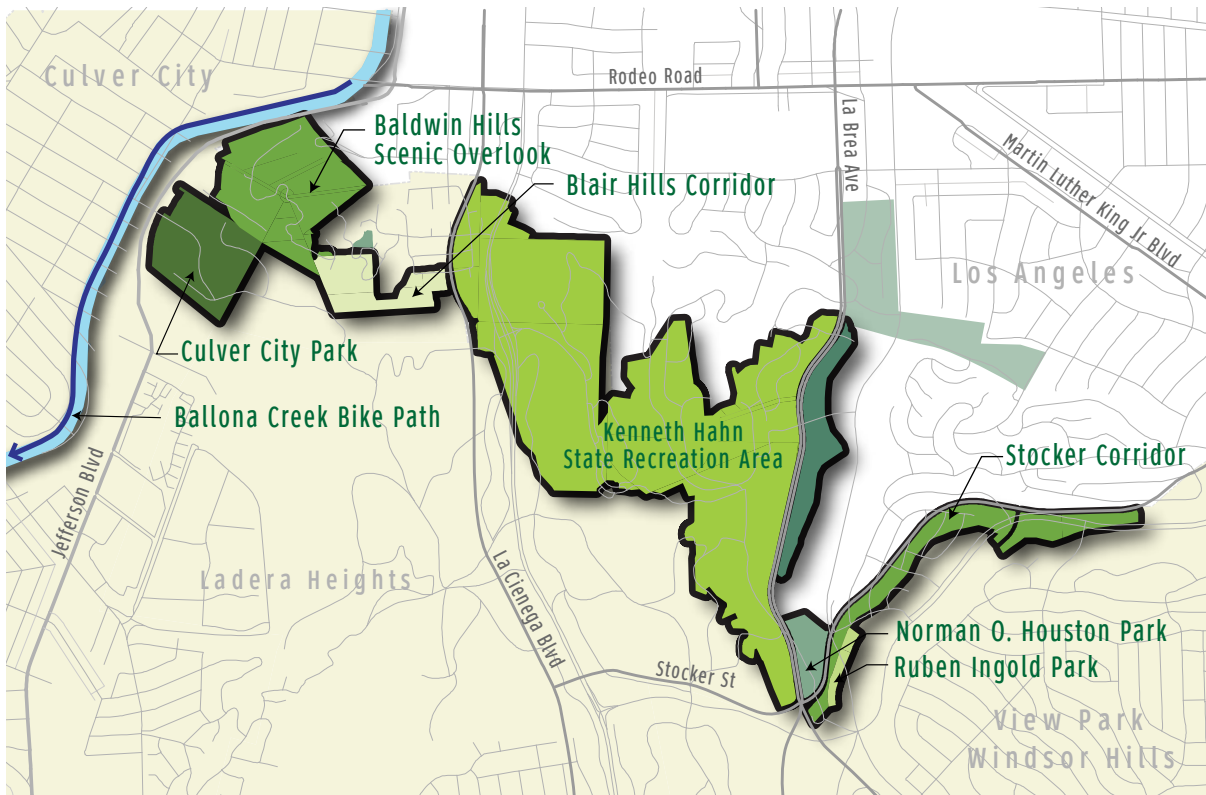 Culver City
Rodeo Road
Baldwin Hills
Scenic Overlook
La Brea Ave
Martin Luther King Jr Blvd
Blair Hills Corridor
Los Angeles
Culver City Park
Ballona Creek Bike Path
Kenneth Hahn
State Recreation Area
Stocker Corridor
Jefferson Blvd
Ladera Heights
La Cienega Blvd
Norman O. Houston Park
Ruben Ingold Park
Stocker St
View Park
Windsor Hills